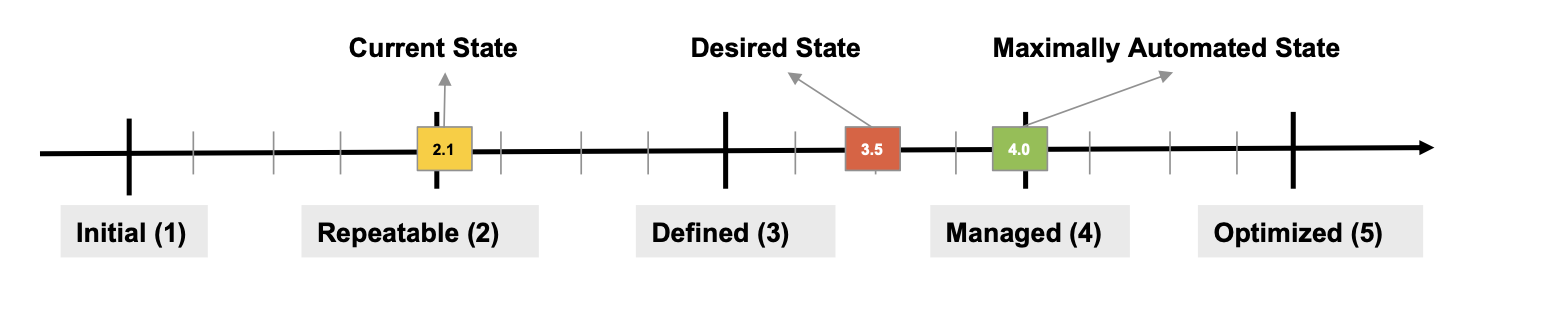 Current State
Desired State
Maximally Automated State
2.1
3.5
4.0
Initial (1)
Repeatable (2)
Defined (3)
Managed (4)
Optimized (5)